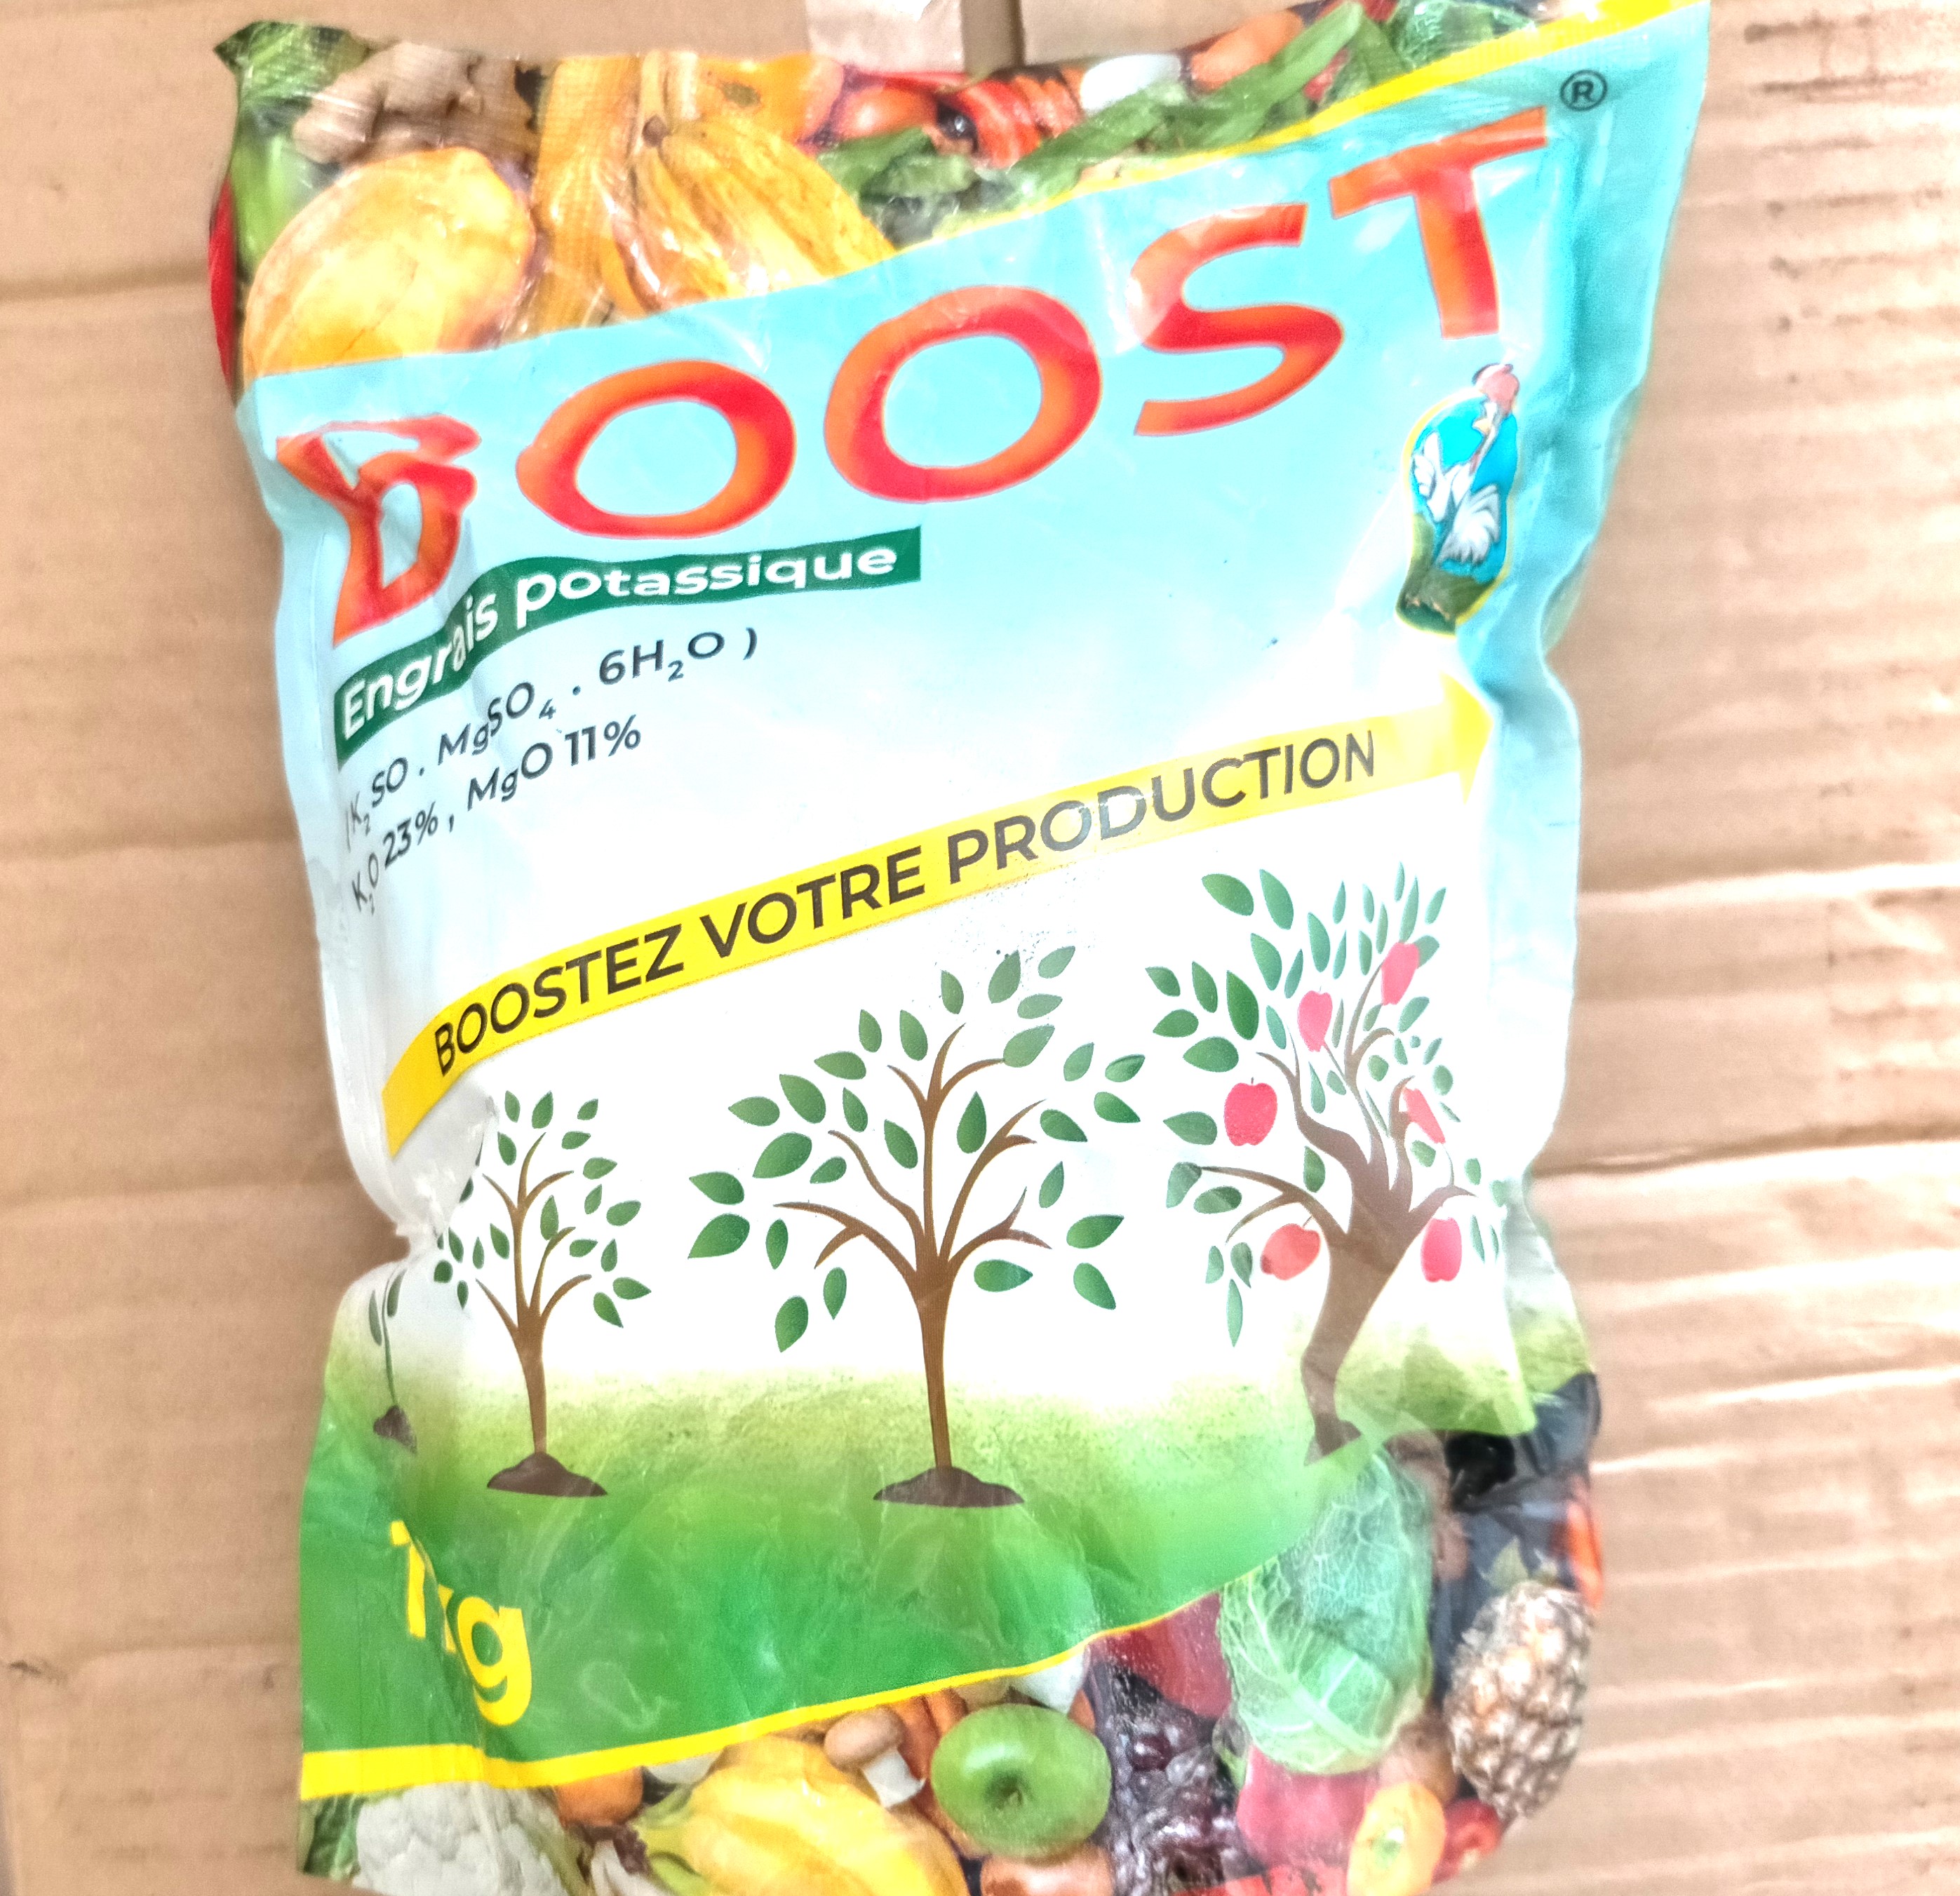 BOOST®
Engrais potassique
(K₂SO . MgSO₄ . 6H₂O )
K₂O 23% , MgO 11%
BOOSTEZ VOTRE PRODUCTION
1kg